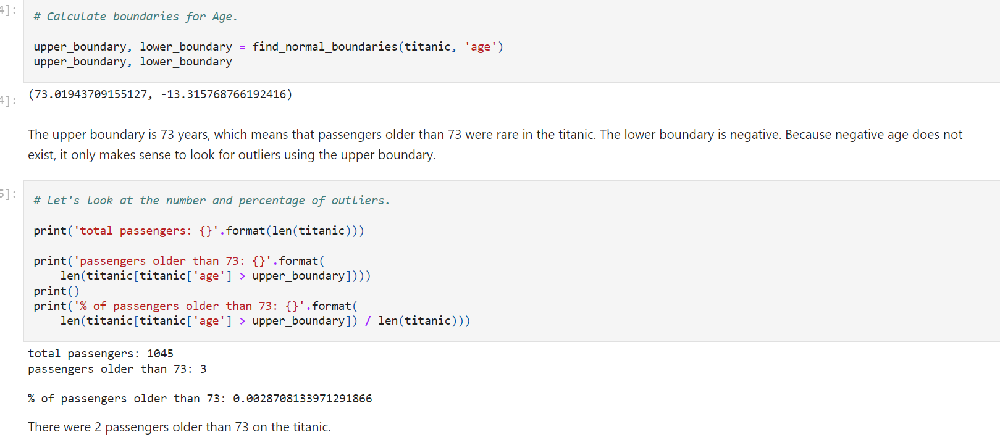 4]:
# Calculate boundaries for Age.
upper_boundary, lower_boundary = find_normal_boundaries(titanic, 'age')
upper_boundary, lower_boundary
4]:
(73.01943709155127, -13.315768766192416)
The upper boundary is 73 years, which means that passengers older than 73 were rare in the titanic. The lower boundary is negative. Because negative age does not
exist, it only makes sense to look for outliers using the upper boundary.
5]:
# Let's look at the number and percentage of outliers.
print('total passengers: {}'.format(len(titanic)))
print('passengers older than 73: {}'.format(
    len(titanic[titanic['age'] > upper_boundary])))
print()
print('% of passengers older than 73: {}'.format(
    len(titanic[titanic['age'] > upper_boundary]) / len(titanic)))
total passengers: 1045
passengers older than 73: 3
% of passengers older than 73: 0.0028708133971291866
There were 2 passengers older than 73 on the titanic.